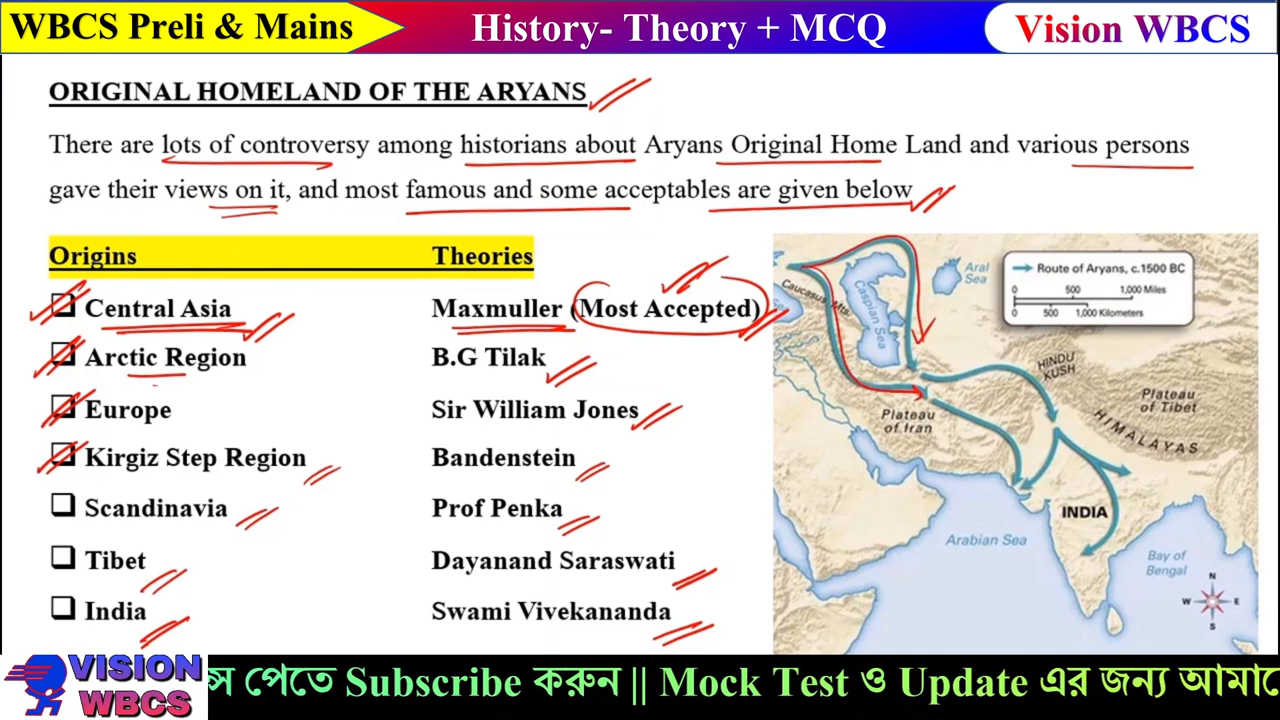 WBCS Preli & Mains
History- Theory + MCQ
Vision WBCS
ORIGINAL HOMELAND OF THE ARYANS
There are lots of controversy among historians about Aryans Original Home Land and various persons
gave their views on it, and most famous and some acceptables are given below
Origins Theories
Central Asia Maxmuller (Most Accepted)
Arctic Region B.G Tilak
Europe Sir William Jones
Kirgiz Step Region Bandenstein
Scandinavia Prof Penka
Tibet Dayanand Saraswati
India Swami Vivekananda
Route of Aryans, c.1500 BC
0 500 1,000 Miles
0 500 1,000 Kilometers
Aral
Sea
Caucasus Mts.
Caspian Sea
HINDU
KUSH
Plateau
of Tibet
Plateau
of Iran
HIMALAYAS
INDIA
Arabian Sea
Bay of
Bengal
N
W E
S
VISION
WBCS
পেতে Subscribe করুন || Mock Test ও Update এর জন্য